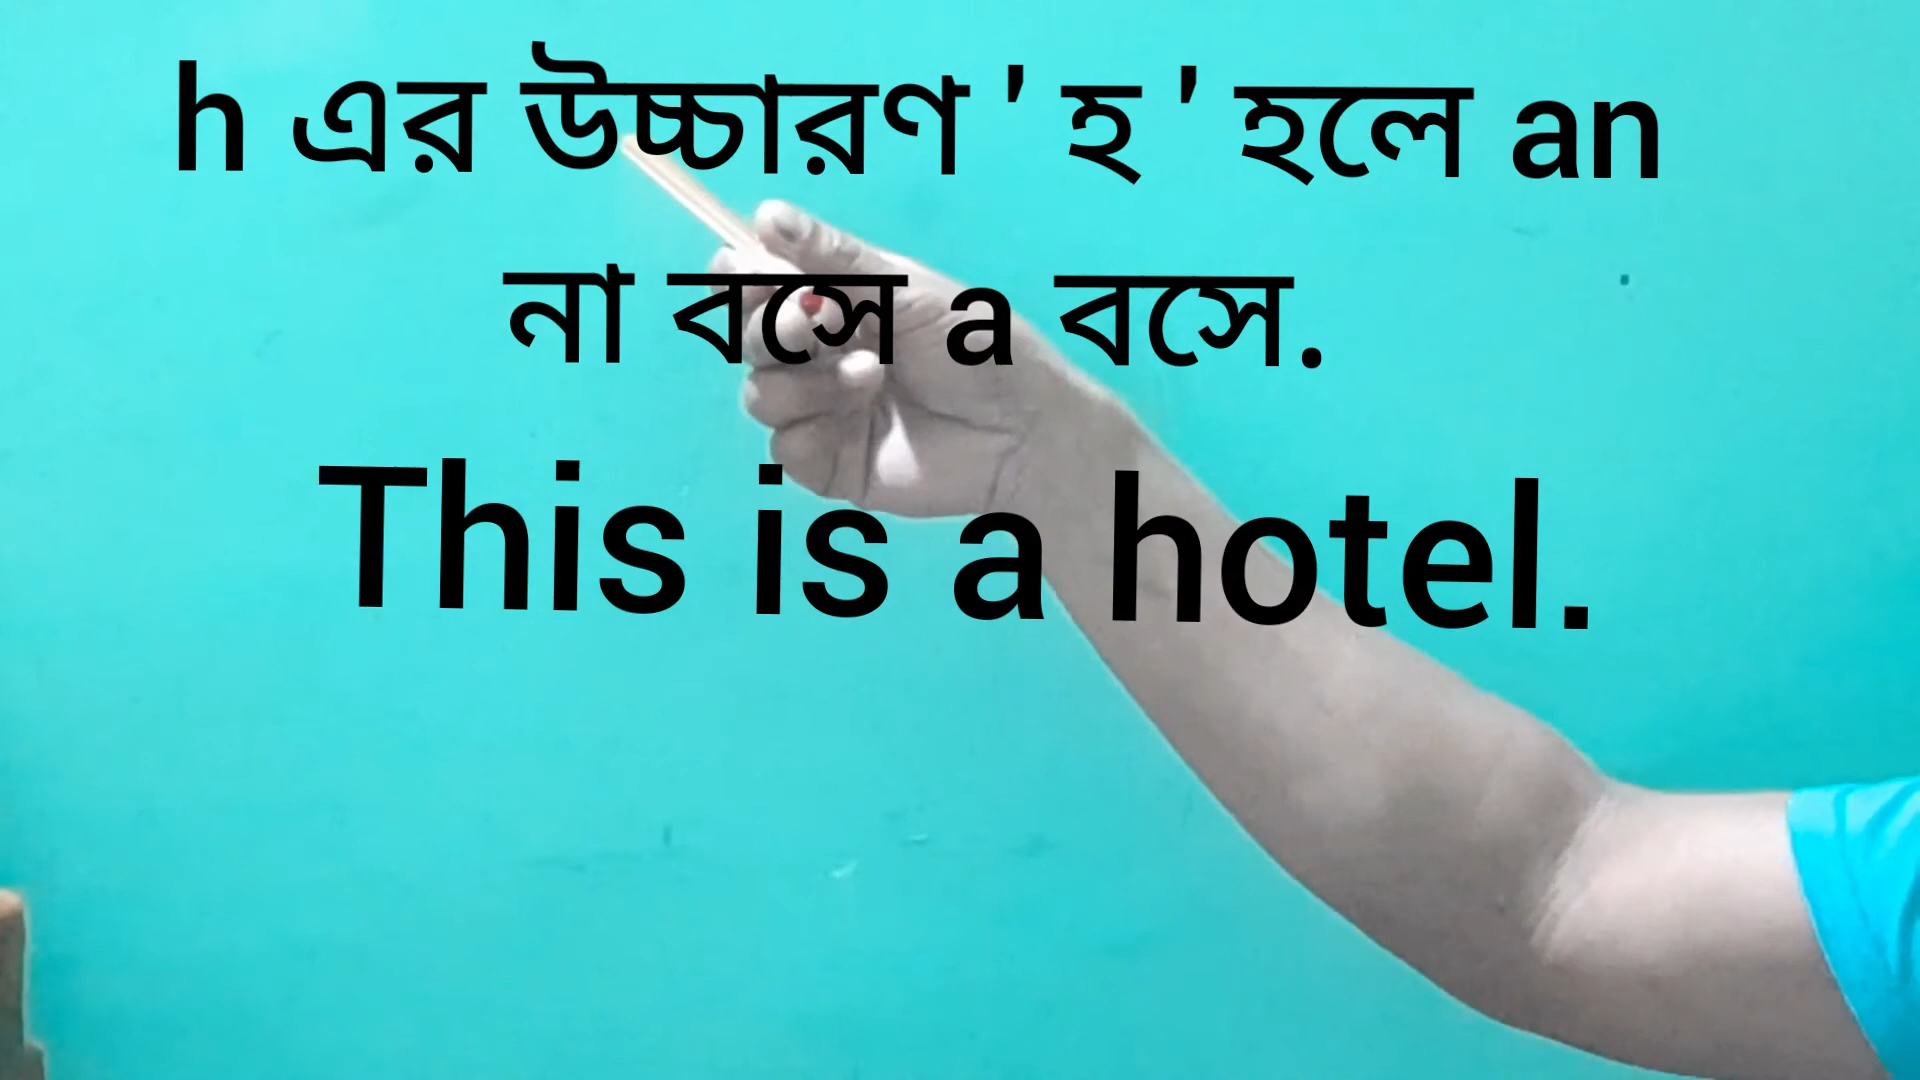 h এর উচ্চারণ ' হ ' হলে an
না বসে a বসে.
This is a hotel.